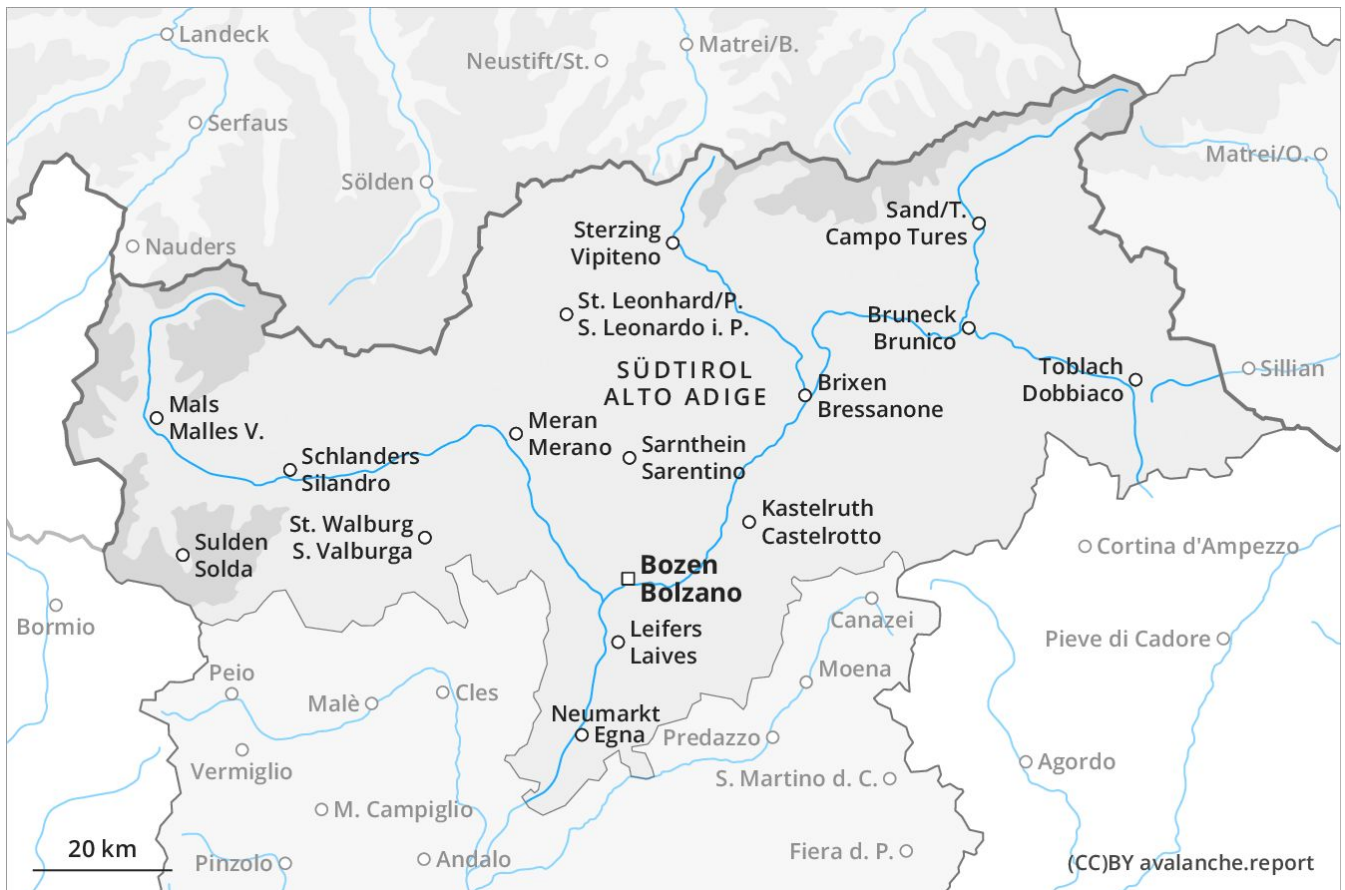 Landeck
Neustift/St.
Matrei/B.
Serfaus
Matrei/O.
Sölden
Nauders
Sand/T.
Campo Tures
Sterzing
Vipiteno
St. Leonhard/P.
S. Leonardo i. P.
Bruneck
Brunico
SÜDTIROL
ALTO ADIGE
Toblach
Dobbiaco
Sillian
Brixen
Bressanone
Mals
Malles V.
Meran
Merano
Sarnthein
Sarentino
Schlanders
Silandro
St. Walburg
S. Valburga
Kastelruth
Castelrotto
Sulden
Solda
Cortina d'Ampezzo
Bozen
Bolzano
Bormio
Canazei
Leifers
Laives
Pieve di Cadore
Peio
Moena
Malè
Cles
Neumarkt
Egna
Predazzo
Vermiglio
S. Martino d. C.
Agordo
M. Campiglio
20 km
Pinzolo
Andalo
Fiera d. P.
(CC)BY avalanche.report